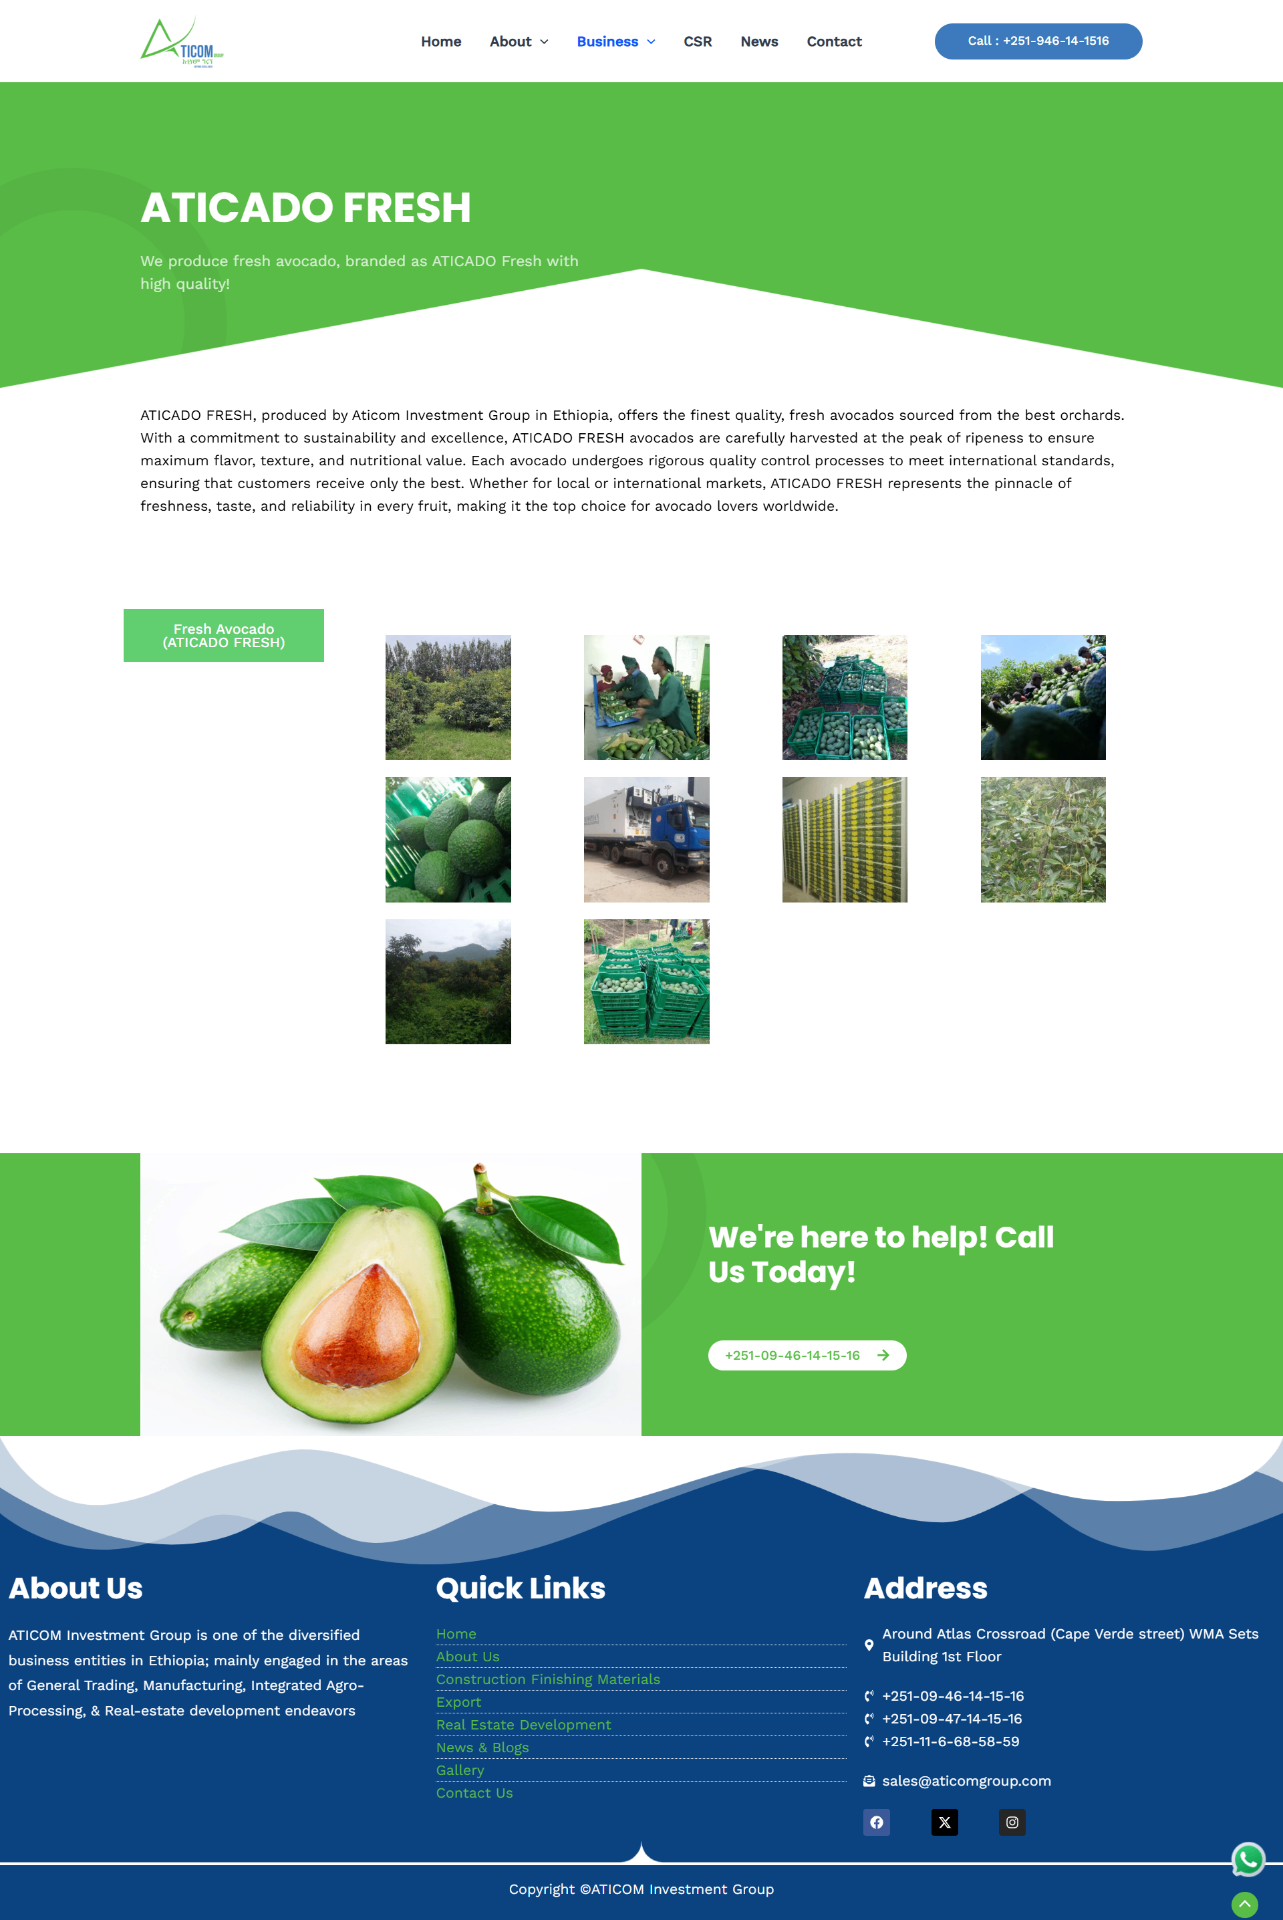 TICOM
Home
About
Business
CSR
News
Contact
Call : +251-946-14-1516
ATICADO FRESH
We produce fresh avocado, branded as ATICADO Fresh with
high quality!
ATICADO FRESH, produced by Aticom Investment Group in Ethiopia, offers the finest quality, fresh avocados sourced from the best orchards.
With a commitment to sustainability and excellence, ATICADO FRESH avocados are carefully harvested at the peak of ripeness to ensure
maximum flavor, texture, and nutritional value. Each avocado undergoes rigorous quality control processes to meet international standards,
ensuring that customers receive only the best. Whether for local or international markets, ATICADO FRESH represents the pinnacle of
freshness, taste, and reliability in every fruit, making it the top choice for avocado lovers worldwide.
Fresh Avocado
(ATICADO FRESH)
We're here to help! Call
Us Today!
+251-09-46-14-15-16
About Us
ATICOM Investment Group is one of the diversified
business entities in Ethiopia; mainly engaged in the areas
of General Trading, Manufacturing, Integrated Agro-
Processing, & Real-estate development endeavors
Quick Links
Home
About Us
Construction Finishing Materials
Export
Real Estate Development
News & Blogs
Gallery
Contact Us
Address
Around Atlas Crossroad (Cape Verde street) WMA Sets
Building 1st Floor
+251-09-46-14-15-16
+251-09-47-14-15-16
+251-11-6-68-58-59
sales@aticomgroup.com
Copyright ©ATICOM Investment Group